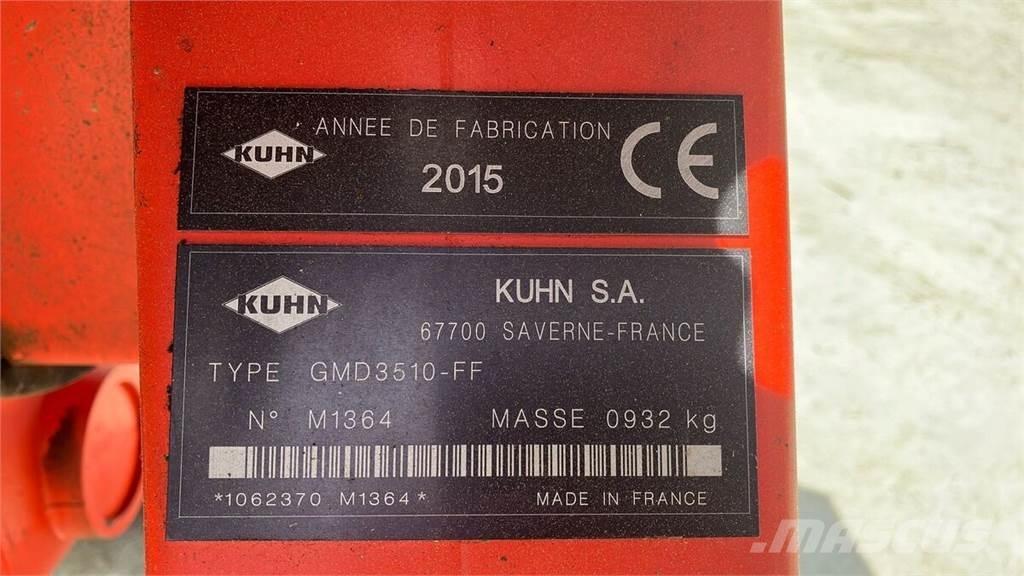 KUHN
ANNEE DE FABRICATION
2015
CE
KUHN
KUHN S.A.
67700 SAVERNE-FRANCE
TYPE GMD3510-FF
N° M1364 MASSE 0932 kg
*1062370 M1364* MADE IN FRANCE
MASCUS